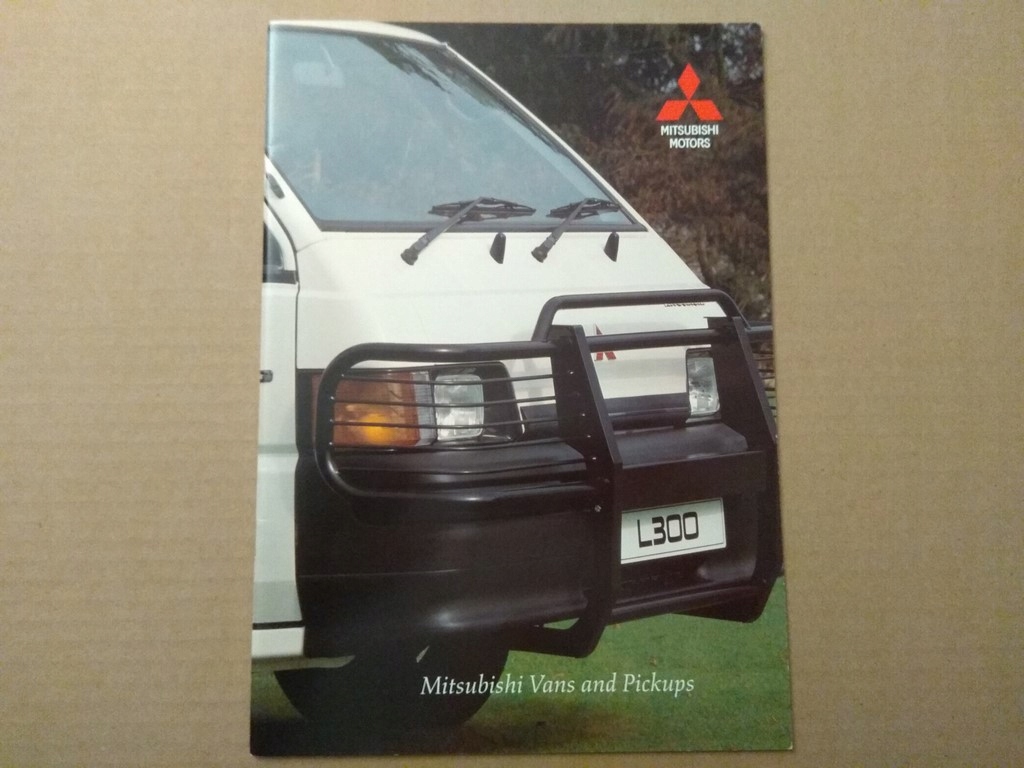 MITSUBISHI
MOTORS
L300
Mitsubishi Vans and Pickups